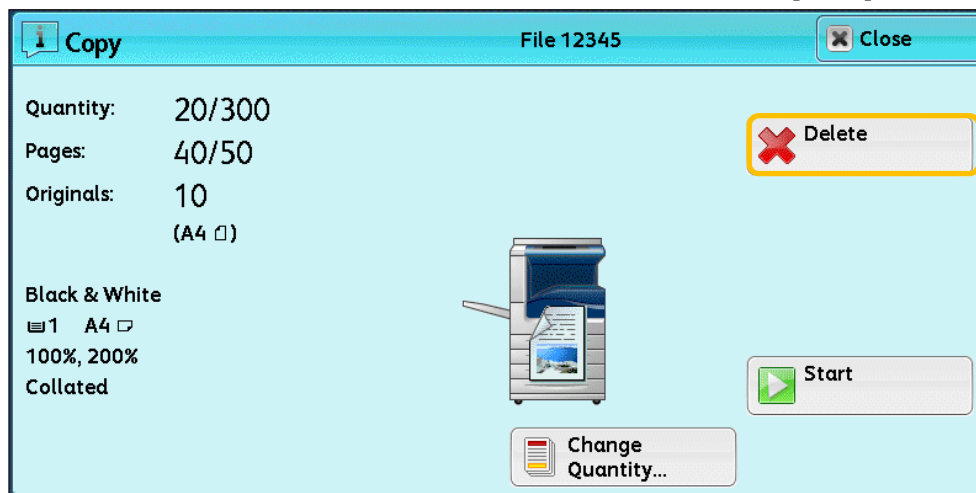 Copy
File 12345
Close
Quantity: 20/300
Pages: 40/50
Originals: 10
(A4)
Delete
Black & White
1 A4
100%, 200%
Collated
Start
Change
Quantity...